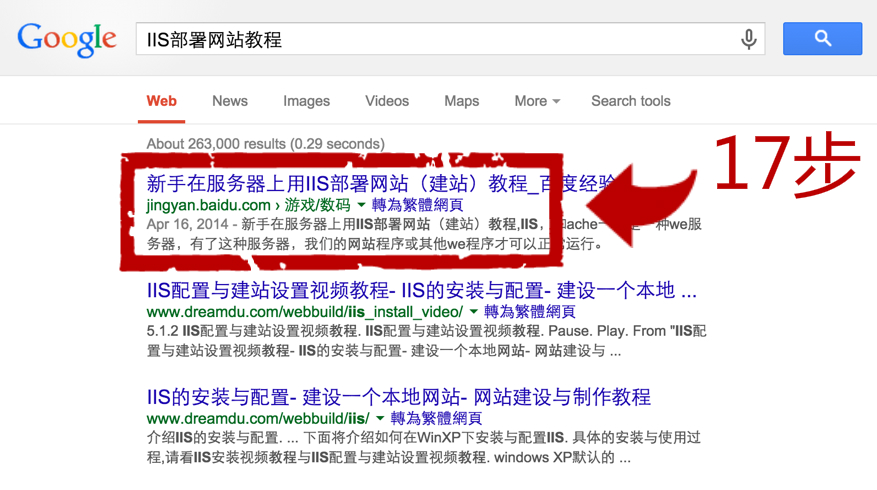 Google
IIS部署网站教程
Web News Images Videos Maps More Search tools
About 263,000 results (0.29 seconds)
17步
新手在服务器上用IIS部署网站（建站）教程_百度经验
jingyan.baidu.com › 游戏/数码 轉為繁體網頁
Apr 16, 2014 - 新手在服务器上用IIS部署网站（建站）教程,IIS，和ache一 种we服
务器，有了这种服务器，我们的网站程序或其他we程序才可以正常运行。
IIS配置与建站设置视频教程- IIS的安装与配置- 建设一个本地 ...
www.dreamdu.com/webbuild/iis_install_video/ 轉為繁體網頁
5.1.2 IIS配置与建站设置视频教程. IIS配置与建站设置视频教程. Pause. Play. From "IIS配
置与建站设置视频教程- IIS的安装与配置- 建设一个本地网站- 网站建设与 ...
IIS的安装与配置- 建设一个本地网站- 网站建设与制作教程
www.dreamdu.com/webbuild/iis/ 轉為繁體網頁
介绍IIS的安装与配置. ... 下面将介绍如何在WinXP下安装与配置IIS. 具体的安装与使用过
程,请看IIS安装视频教程与IIS配置与建站设置视频教程. windows XP默认的 ...